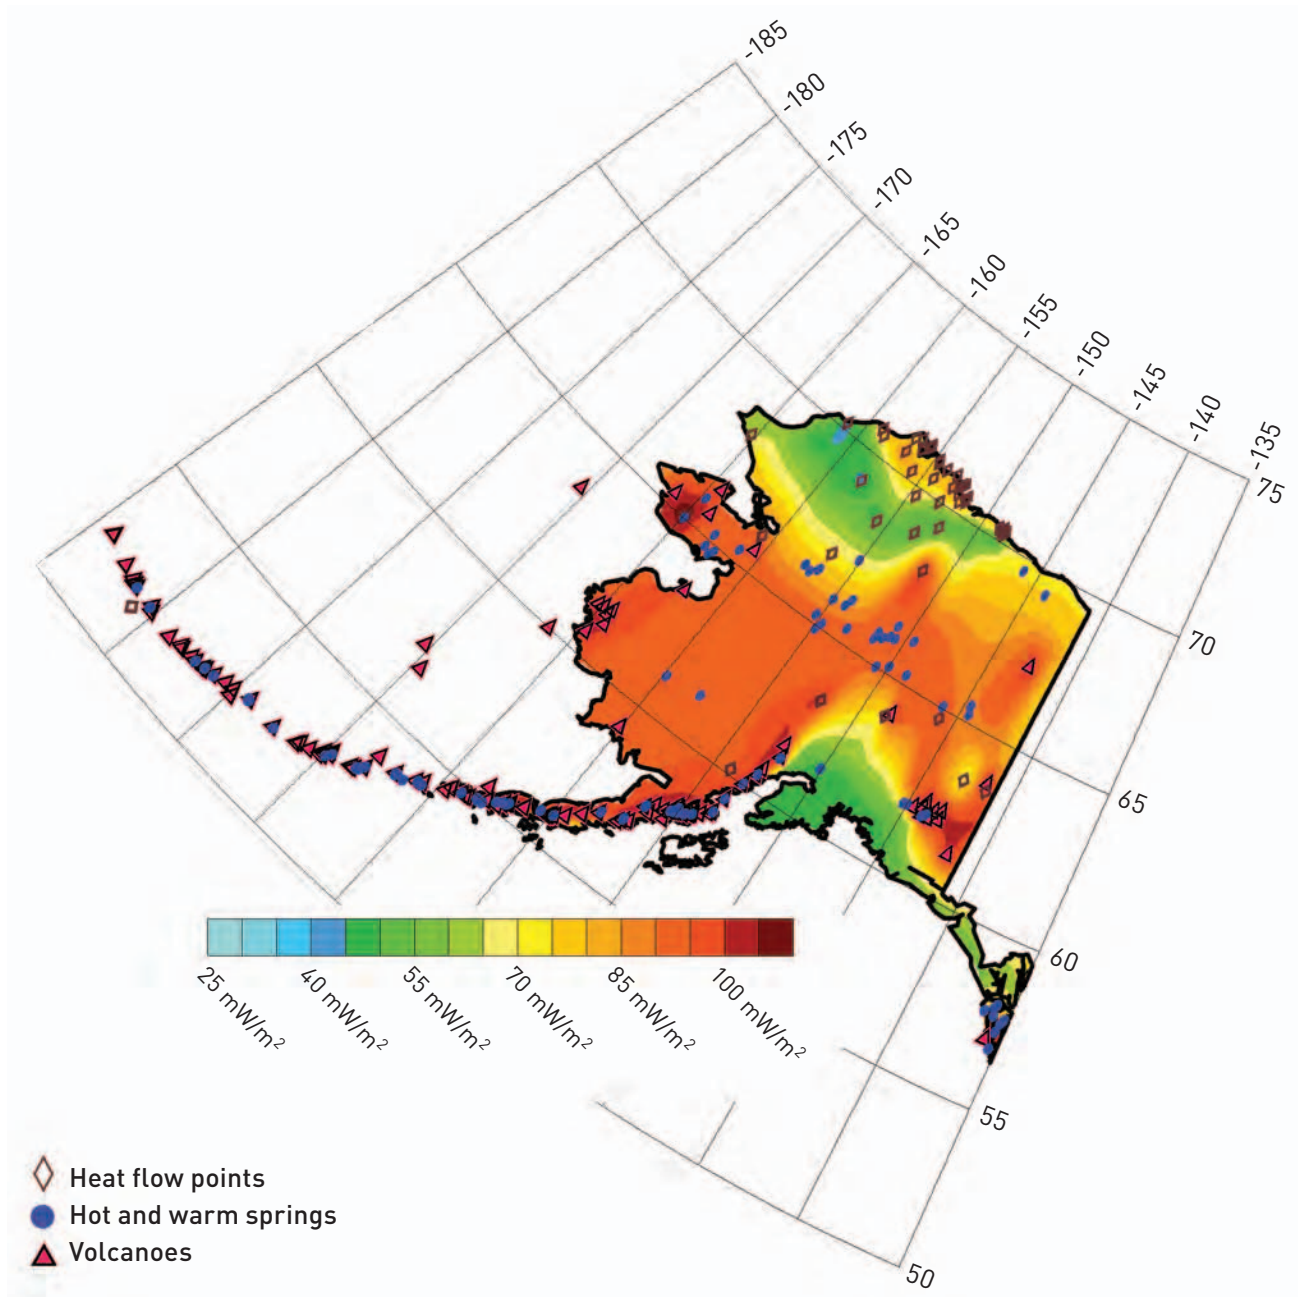 -185
-180
-175
-170
-165
-160
-155
-150
-145
-140
-135
75
70
65
60
55
50
25 mW/m²
40 mW/m²
55 mW/m²
70 mW/m²
85 mW/m²
100 mW/m²
Heat flow points
Hot and warm springs
Volcanoes